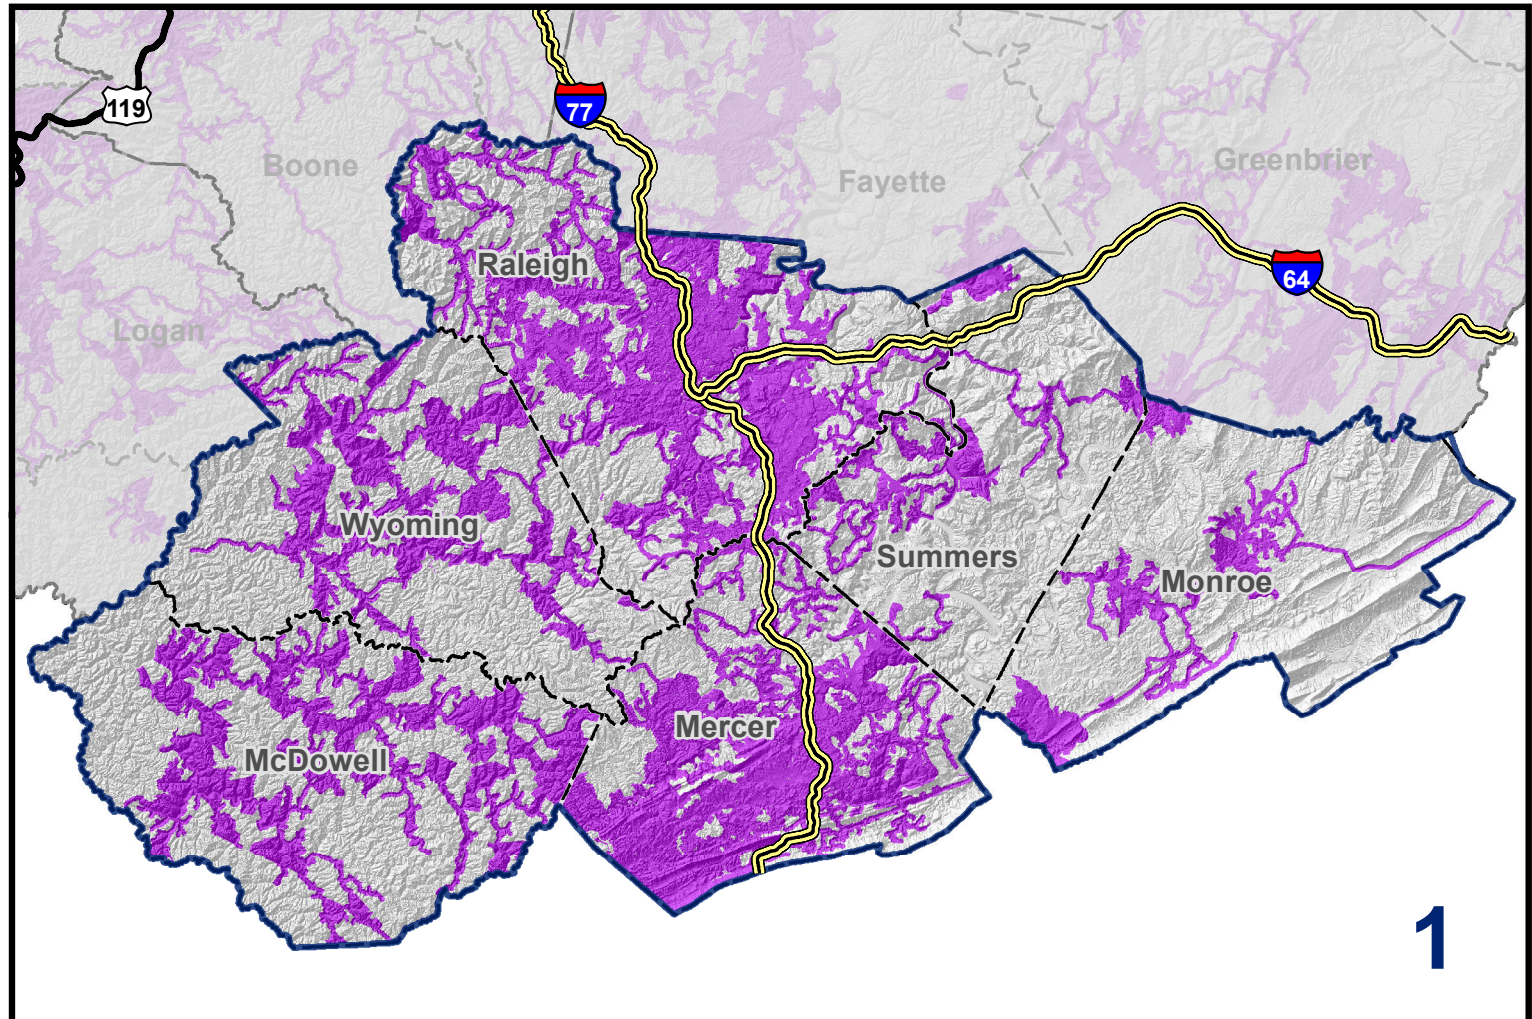 119
77
Boone
Greenbrier
Fayette
Raleigh
64
Logan
Wyoming
Summers
Monroe
Mercer
McDowell
1